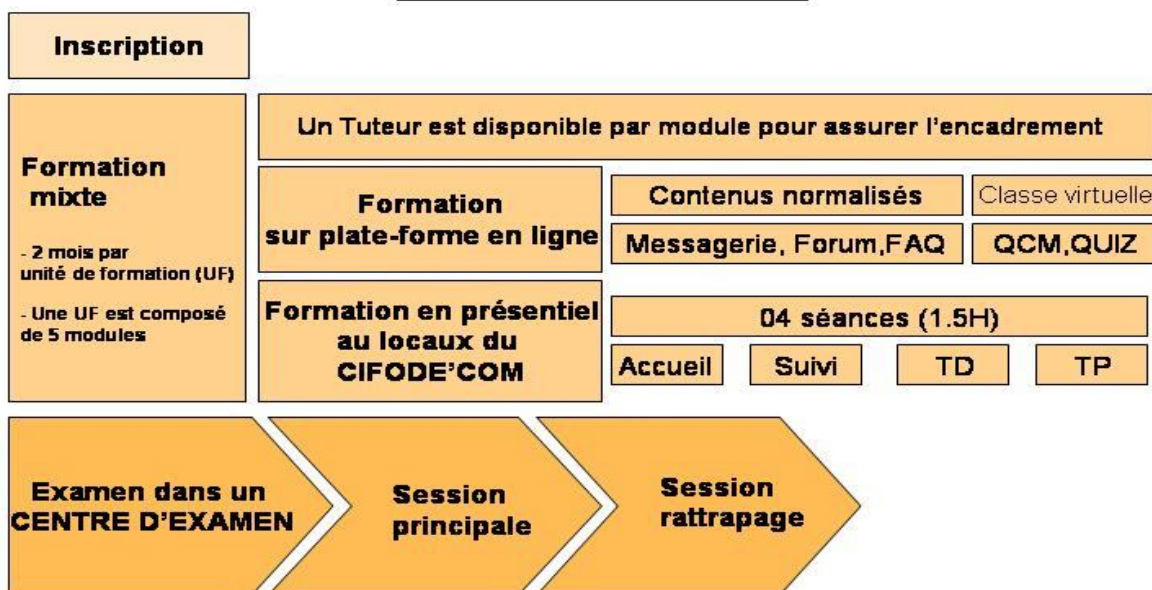 Inscription
Formation
mixte
- 2 mois par
unité de formation (UF)
- Une UF est composé
de 5 modules
Un Tuteur est disponible par module pour assurer l'encadrement
Formation
sur plate-forme en ligne
Contenus normalisés
Classe virtuelle
Messagerie, Forum,FAQ
QCM,QUIZ
Formation en présentiel
au locaux du
CIFODE'COM
04 séances (1.5H)
Accueil
Suivi
TD
TP
Examen dans un
CENTRE D'EXAMEN
Session
principale
Session
rattrapage